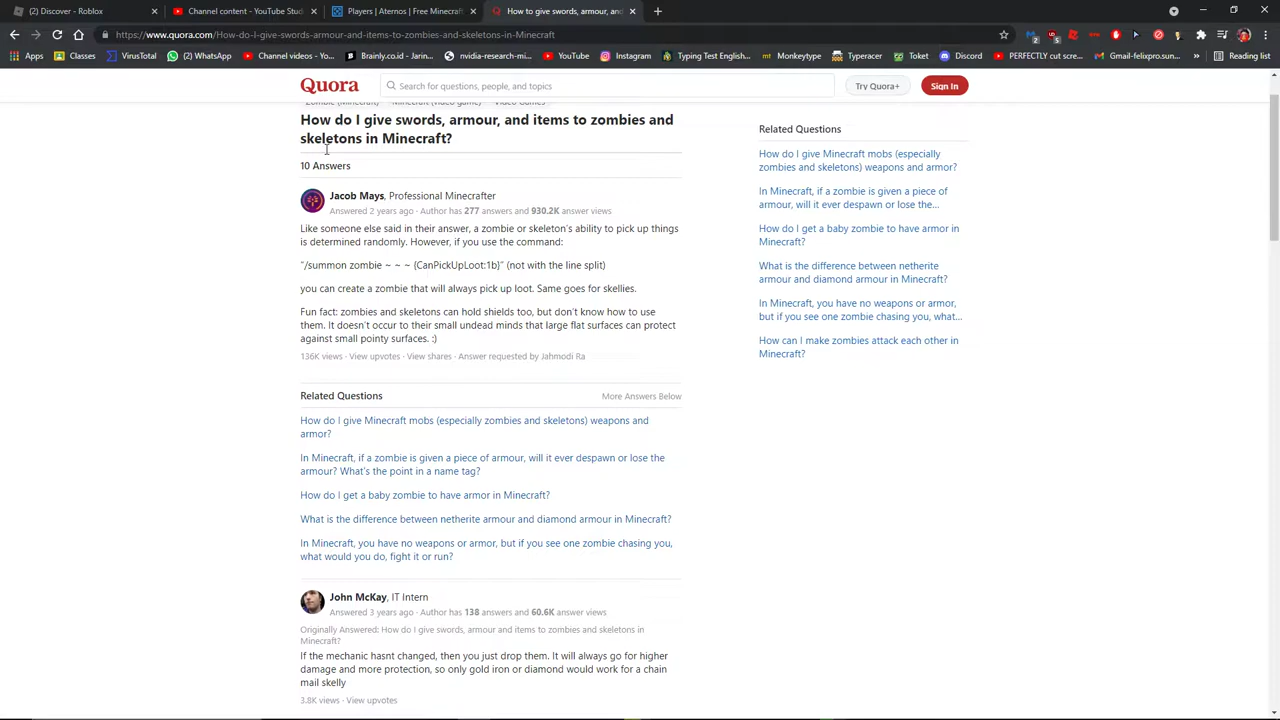 (2) Discover - Roblox
Channel content - YouTube Stud
Players | Aternos | Free Minecraft
How to give swords, armour, and
https://www.quora.com/How-do-I-give-swords-armour-and-items-to-zombies-and-skeletons-in-Minecraft
Apps
Classes
VirusTotal
(2) WhatsApp
Channel videos - You...
Brainly.co.id - Jarin...
nvidia-research-mi...
YouTube
Instagram
Typing Test English...
Monkeytype
Typeracer
Toket
Discord
PERFECTLY cut scre...
Gmail-felixpro.sun...
»
Reading list
Quora
Search for questions, people, and topics
Try Quora+
Sign In
Zombie (Minecraft) Minecraft (video game) Video Games
How do I give swords, armour, and items to zombies and
skeletons in Minecraft?
10 Answers
Jacob Mays, Professional Minecrafter
Answered 2 years ago · Author has 277 answers and 930.2K answer views
Like someone else said in their answer, a zombie or skeleton's ability to pick up things
is determined randomly. However, if you use the command:
"/summon zombie ~ ~ ~ {CanPickUpLoot:1b}" (not with the line split)
you can create a zombie that will always pick up loot. Same goes for skellies.
Fun fact: zombies and skeletons can hold shields too, but don't know how to use
them. It doesn't occur to their small undead minds that large flat surfaces can protect
against small pointy surfaces. :)
136K views · View upvotes · View shares · Answer requested by Jahmodi Ra
Related Questions
More Answers Below
How do I give Minecraft mobs (especially zombies and skeletons) weapons and
armor?
In Minecraft, if a zombie is given a piece of armour, will it ever despawn or lose the
armour? What's the point in a name tag?
How do I get a baby zombie to have armor in Minecraft?
What is the difference between netherite armour and diamond armour in Minecraft?
In Minecraft, you have no weapons or armor, but if you see one zombie chasing you,
what would you do, fight it or run?
John McKay, IT Intern
Answered 3 years ago · Author has 138 answers and 60.6K answer views
Originally Answered: How do I give swords, armour and items to zombies and skeletons in
Minecraft?
If the mechanic hasnt changed, then you just drop them. It will always go for higher
damage and more protection, so only gold iron or diamond would work for a chain
mail skelly
3.8K views · View upvotes
Related Questions
How do I give Minecraft mobs (especially
zombies and skeletons) weapons and armor?
In Minecraft, if a zombie is given a piece of
armour, will it ever despawn or lose the...
How do I get a baby zombie to have armor in
Minecraft?
What is the difference between netherite
armour and diamond armour in Minecraft?
In Minecraft, you have no weapons or armor,
but if you see one zombie chasing you, what...
How can I make zombies attack each other in
Minecraft?